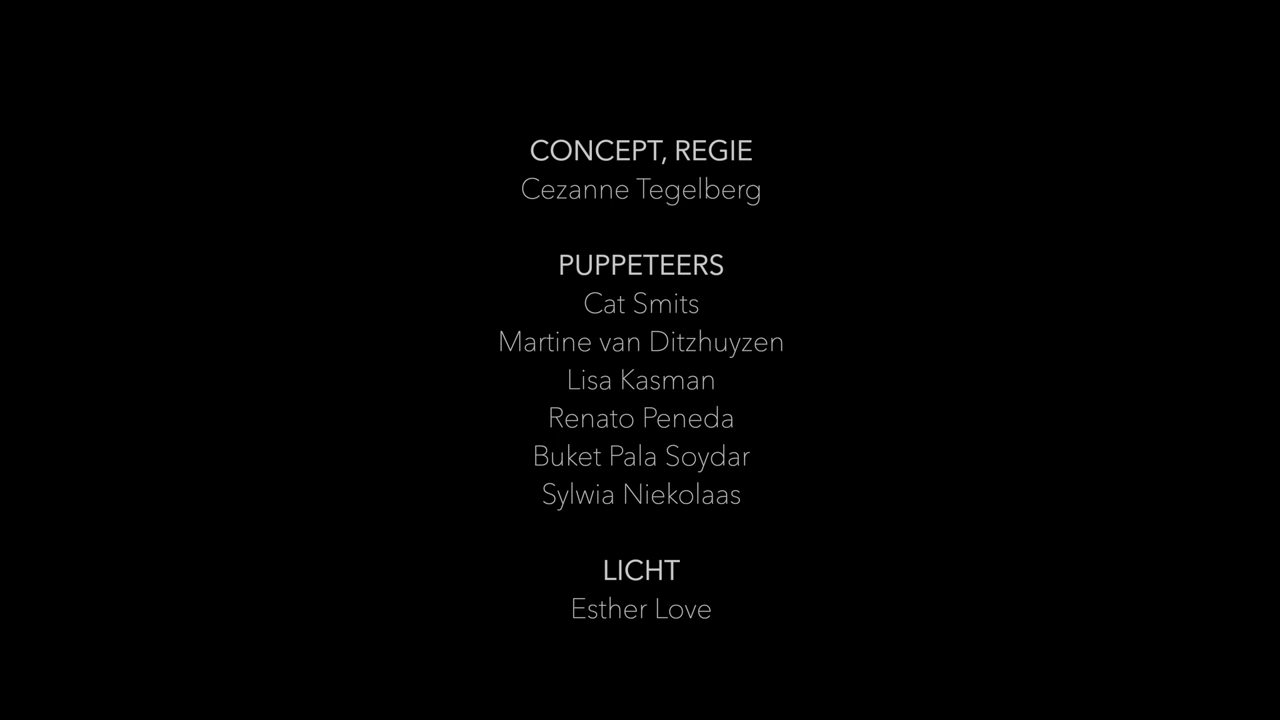 CONCEPT, REGIE
Cezanne Tegelberg
PUPPETEERS
Cat Smits
Martine van Ditzhuyzen
Lisa Kasman
Renato Peneda
Buket Pala Soydar
Sylwia Niekolaas
LICHT
Esther Love